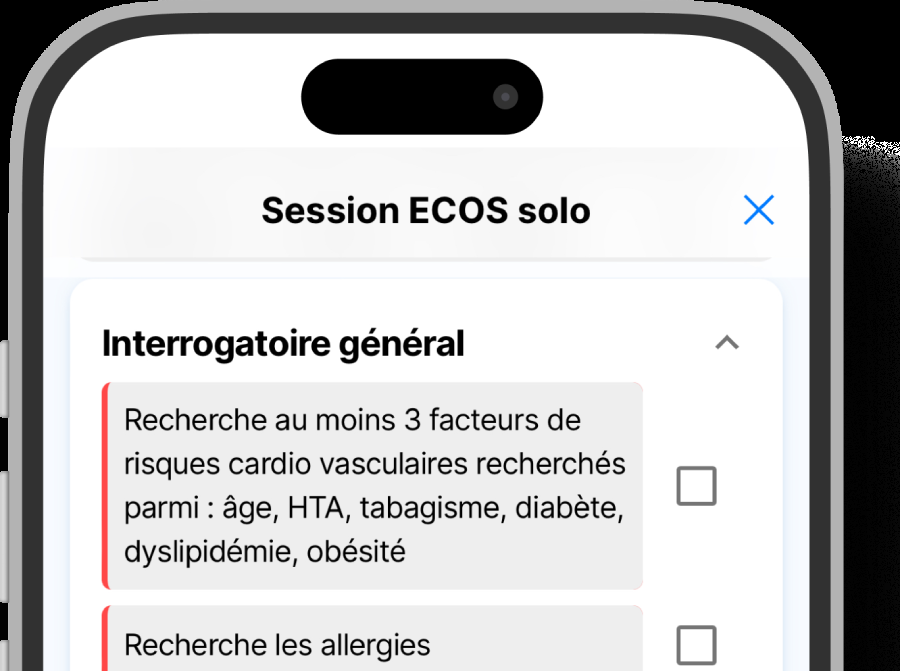 Session ECOS solo
Interrogatoire général
Recherche au moins 3 facteurs de
risques cardio vasculaires recherchés
parmi : âge, HTA, tabagisme, diabète,
dyslipidémie, obésité
Recherche les allergies